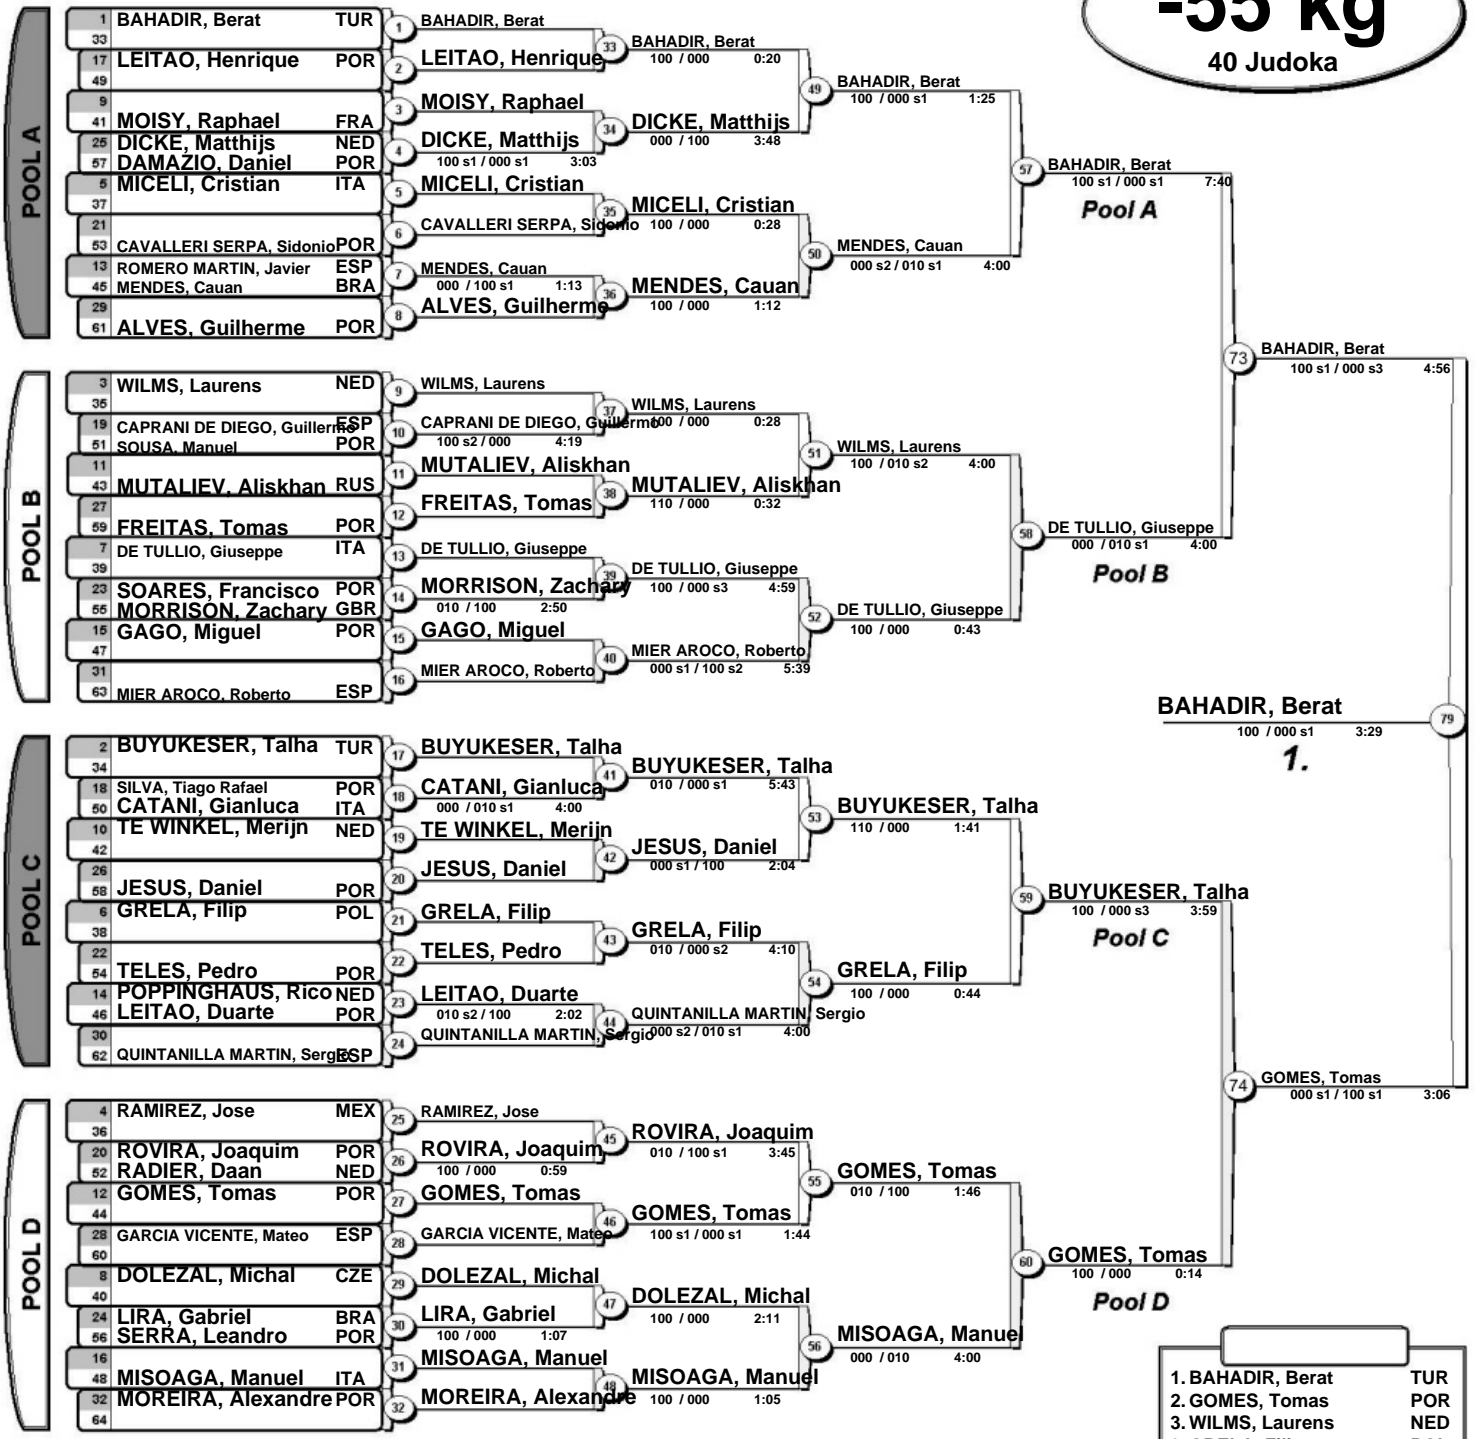 -55 kg
40 Judoka
POOL A
1 BAHADIR, Berat TUR
33
17 LEITAO, Henrique POR
49
9
41 MOISY, Raphael FRA
25 DICKE, Matthijs NED
57 DAMAZIO, Daniel POR
5 MICELI, Cristian ITA
37
21
53 CAVALLERI SERPA, Sidonio POR
13 ROMERO MARTIN, Javier ESP
45 MENDES, Cauan BRA
29
61 ALVES, Guilherme POR
1 BAHADIR, Berat
2 LEITAO, Henrique
3 MOISY, Raphael
4 DICKE, Matthijs
100 s1 / 000 s1 3:03
5 MICELI, Cristian
6 CAVALLERI SERPA, Sidonio
7 MENDES, Cauan
000 / 100 s1 1:13
8 ALVES, Guilherme
33 BAHADIR, Berat
100 / 000 0:20
34 DICKE, Matthijs
000 / 100 3:48
35 MICELI, Cristian
100 / 000 0:28
36 MENDES, Cauan
100 / 000 1:12
49 BAHADIR, Berat
100 / 000 s1 1:25
50 MENDES, Cauan
000 s2 / 010 s1 4:00
57 BAHADIR, Berat
100 s1 / 000 s1 7:40
Pool A
POOL B
3 WILMS, Laurens NED
35
19 CAPRANI DE DIEGO, Guillermo ESP
51 SOUSA, Manuel POR
11
43 MUTALIEV, Aliskhan RUS
27
59 FREITAS, Tomas POR
7 DE TULLIO, Giuseppe ITA
39
23 SOARES, Francisco POR
55 MORRISON, Zachary GBR
15 GAGO, Miguel POR
47
31
63 MIER AROCO, Roberto ESP
9 WILMS, Laurens
10 CAPRANI DE DIEGO, Guillermo
100 s2 / 000 4:19
11 MUTALIEV, Aliskhan
12 FREITAS, Tomas
13 DE TULLIO, Giuseppe
14 MORRISON, Zachary
010 / 100 2:50
15 GAGO, Miguel
16 MIER AROCO, Roberto
37 WILMS, Laurens
100 / 000 0:28
38 MUTALIEV, Aliskhan
110 / 000 0:32
39 DE TULLIO, Giuseppe
100 / 000 s3 4:59
40 MIER AROCO, Roberto
000 s1 / 100 s2 5:39
51 WILMS, Laurens
100 / 010 s2 4:00
52 DE TULLIO, Giuseppe
100 / 000 0:43
58 DE TULLIO, Giuseppe
000 / 010 s1 4:00
Pool B
73 BAHADIR, Berat
100 s1 / 000 s3 4:56
POOL C
2 BUYUKESER, Talha TUR
34
18 SILVA, Tiago Rafael POR
50 CATANI, Gianluca ITA
10 TE WINKEL, Merijn NED
42
26
58 JESUS, Daniel POR
6 GRELA, Filip POL
38
22
54 TELES, Pedro POR
14 POPPINGHAUS, Rico NED
46 LEITAO, Duarte POR
30
62 QUINTANILLA MARTIN, Sergio ESP
17 BUYUKESER, Talha
18 CATANI, Gianluca
000 / 010 s1 4:00
19 TE WINKEL, Merijn
20 JESUS, Daniel
21 GRELA, Filip
22 TELES, Pedro
23 LEITAO, Duarte
010 s2 / 100 2:02
24 QUINTANILLA MARTIN, Sergio
41 BUYUKESER, Talha
010 / 000 s1 5:43
42 JESUS, Daniel
000 s1 / 100 2:04
43 GRELA, Filip
010 / 000 s2 4:10
44 QUINTANILLA MARTIN, Sergio
000 s2 / 010 s1 4:00
53 BUYUKESER, Talha
110 / 000 1:41
54 GRELA, Filip
100 / 000 0:44
59 BUYUKESER, Talha
100 / 000 s3 3:59
Pool C
BAHADIR, Berat 79
100 / 000 s1 3:29
1.
POOL D
4 RAMIREZ, Jose MEX
36
20 ROVIRA, Joaquim POR
52 RADIER, Daan NED
12 GOMES, Tomas POR
44
28 GARCIA VICENTE, Mateo ESP
60
8 DOLEZAL, Michal CZE
40
24 LIRA, Gabriel BRA
56 SERRA, Leandro POR
16
48 MISOAGA, Manuel ITA
32 MOREIRA, Alexandre POR
64
25 RAMIREZ, Jose
26 ROVIRA, Joaquim
100 / 000 0:59
27 GOMES, Tomas
28 GARCIA VICENTE, Mateo
29 DOLEZAL, Michal
30 LIRA, Gabriel
100 / 000 1:07
31 MISOAGA, Manuel
32 MOREIRA, Alexandre
45 ROVIRA, Joaquim
010 / 100 s1 3:45
46 GOMES, Tomas
100 s1 / 000 s1 1:44
47 DOLEZAL, Michal
100 / 000 2:11
48 MISOAGA, Manuel
100 / 000 1:05
55 GOMES, Tomas
010 / 100 1:46
56 MISOAGA, Manuel
000 / 010 4:00
60 GOMES, Tomas
100 / 000 0:14
Pool D
74 GOMES, Tomas
000 s1 / 100 s1 3:06
1. BAHADIR, Berat TUR
2. GOMES, Tomas POR
3. WILMS, Laurens NED